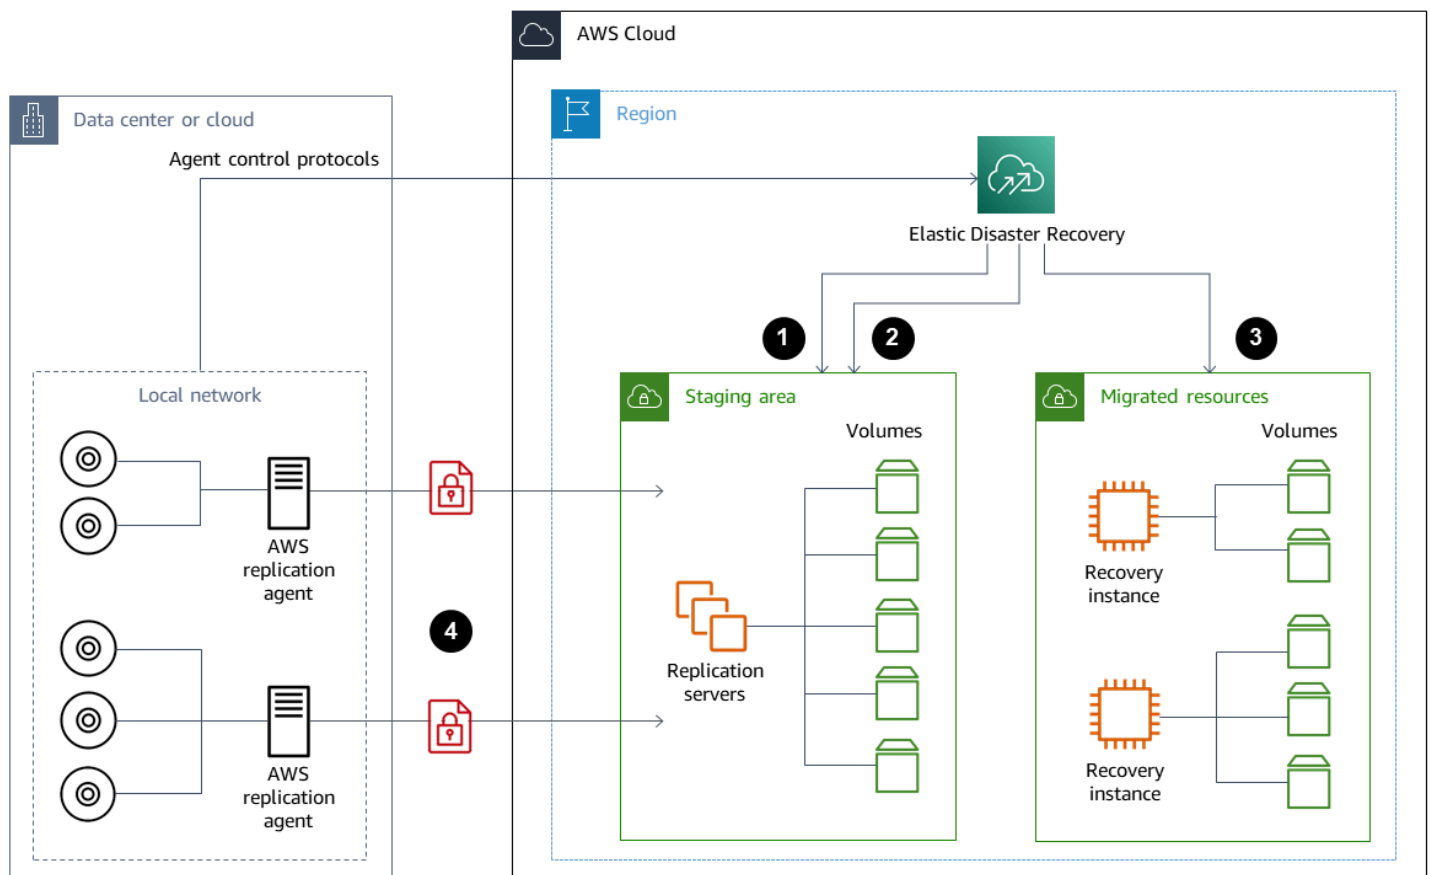 AWS Cloud
Data center or cloud
Region
Agent control protocols
Elastic Disaster Recovery
1
2
3
Local network
Staging area
Migrated resources
Volumes
Volumes
AWS
replication
agent
Recovery
instance
4
Replication
servers
AWS
replication
agent
Recovery
instance